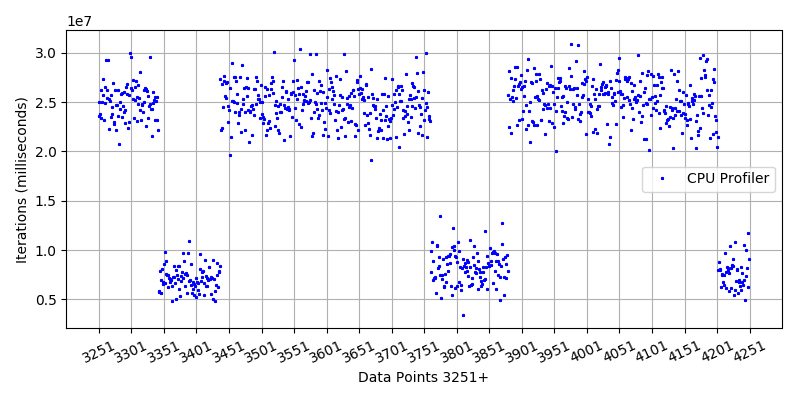 1e7
3.0
2.5
2.0
1.5
1.0
0.5
Iterations (milliseconds)
CPU Profiler
3251 3301 3351 3401 3451 3501 3551 3601 3651 3701 3751 3801 3851 3901 3951 4001 4051 4101 4151 4201 4251
Data Points 3251+